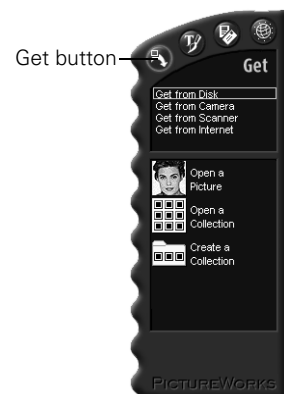 Get button
Get
Get from Disk
Get from Camera
Get from Scanner
Get from Internet
Open a
Picture
Open a
Collection
Create a
Collection
PICTUREWORKS